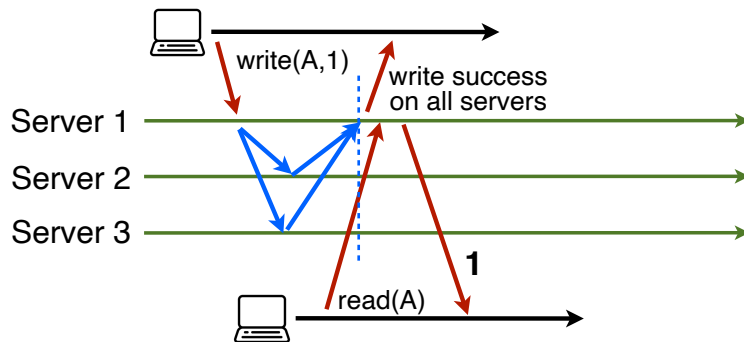 write(A,1)
write success
on all servers
Server 1
Server 2
Server 3
1
read(A)